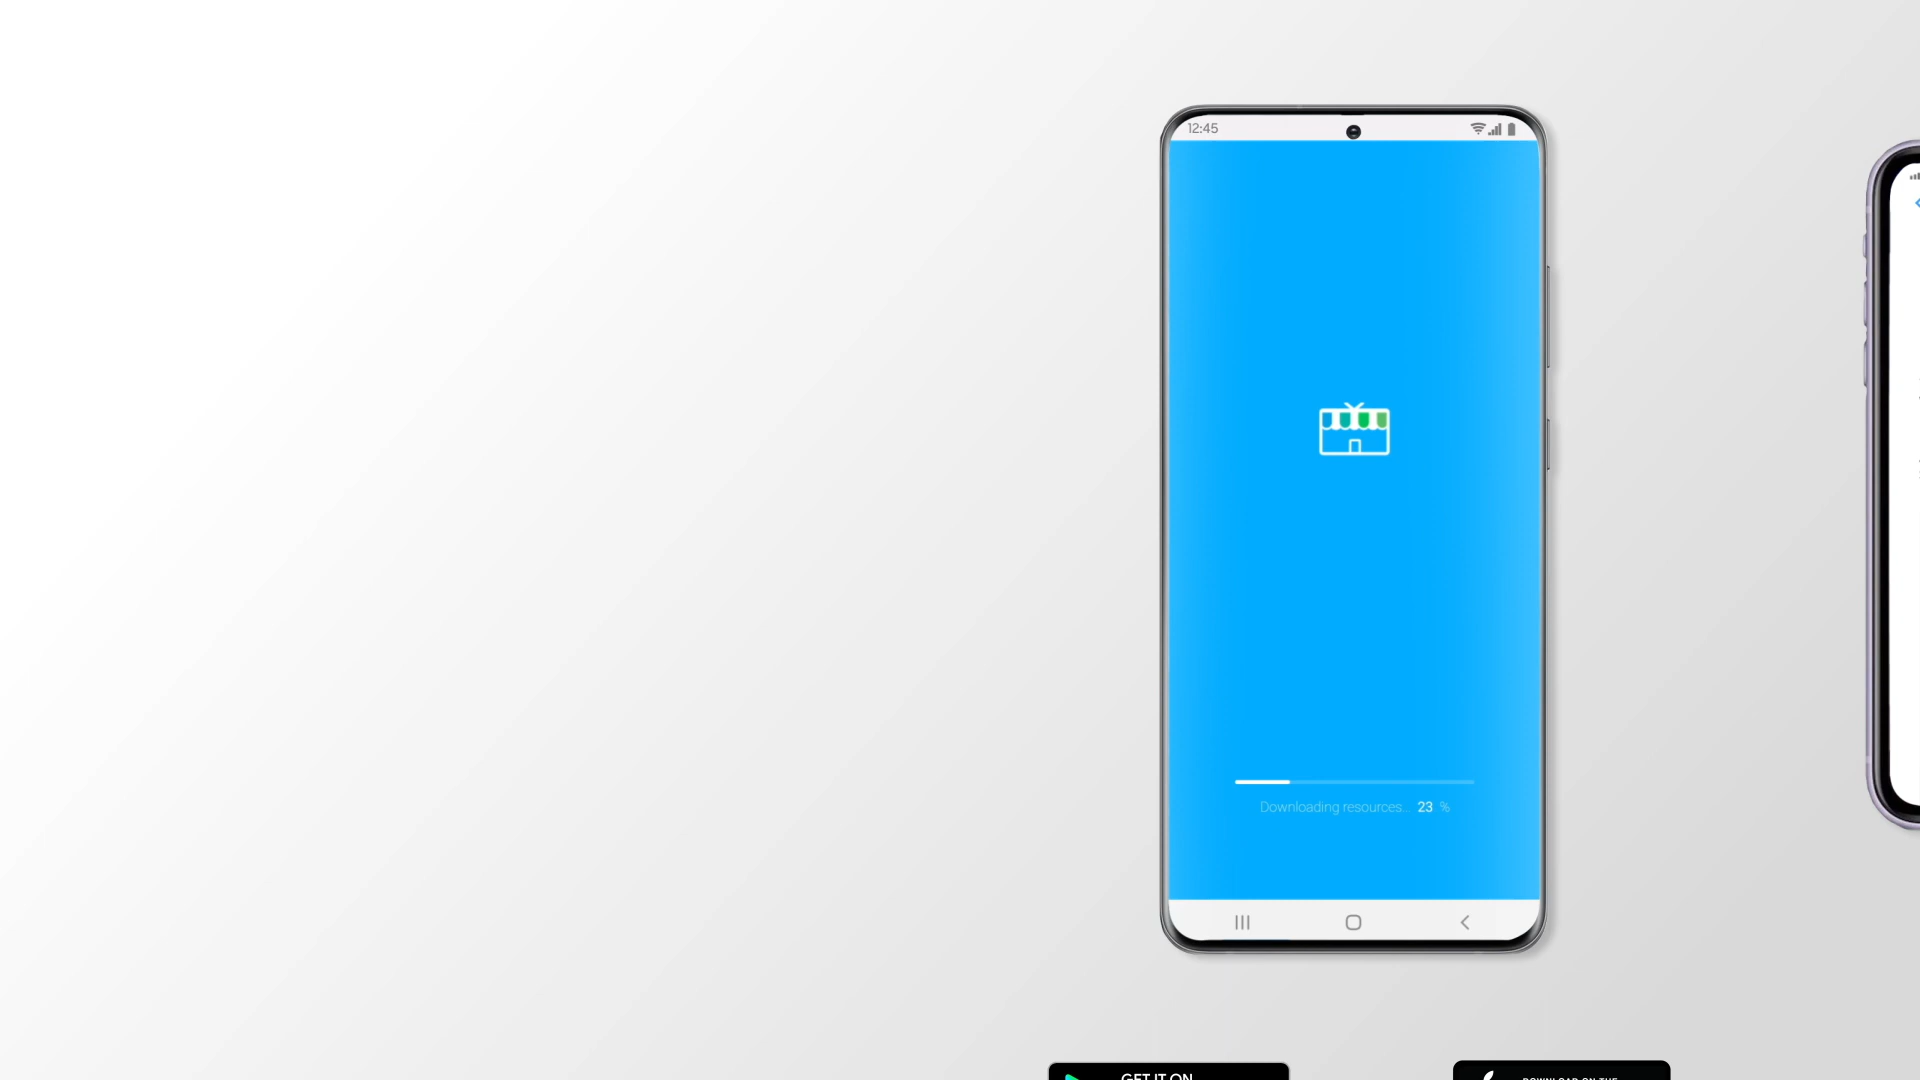 12:45
Downloading resources... 23 %
GET IT ON
DOWNLOAD ON THE